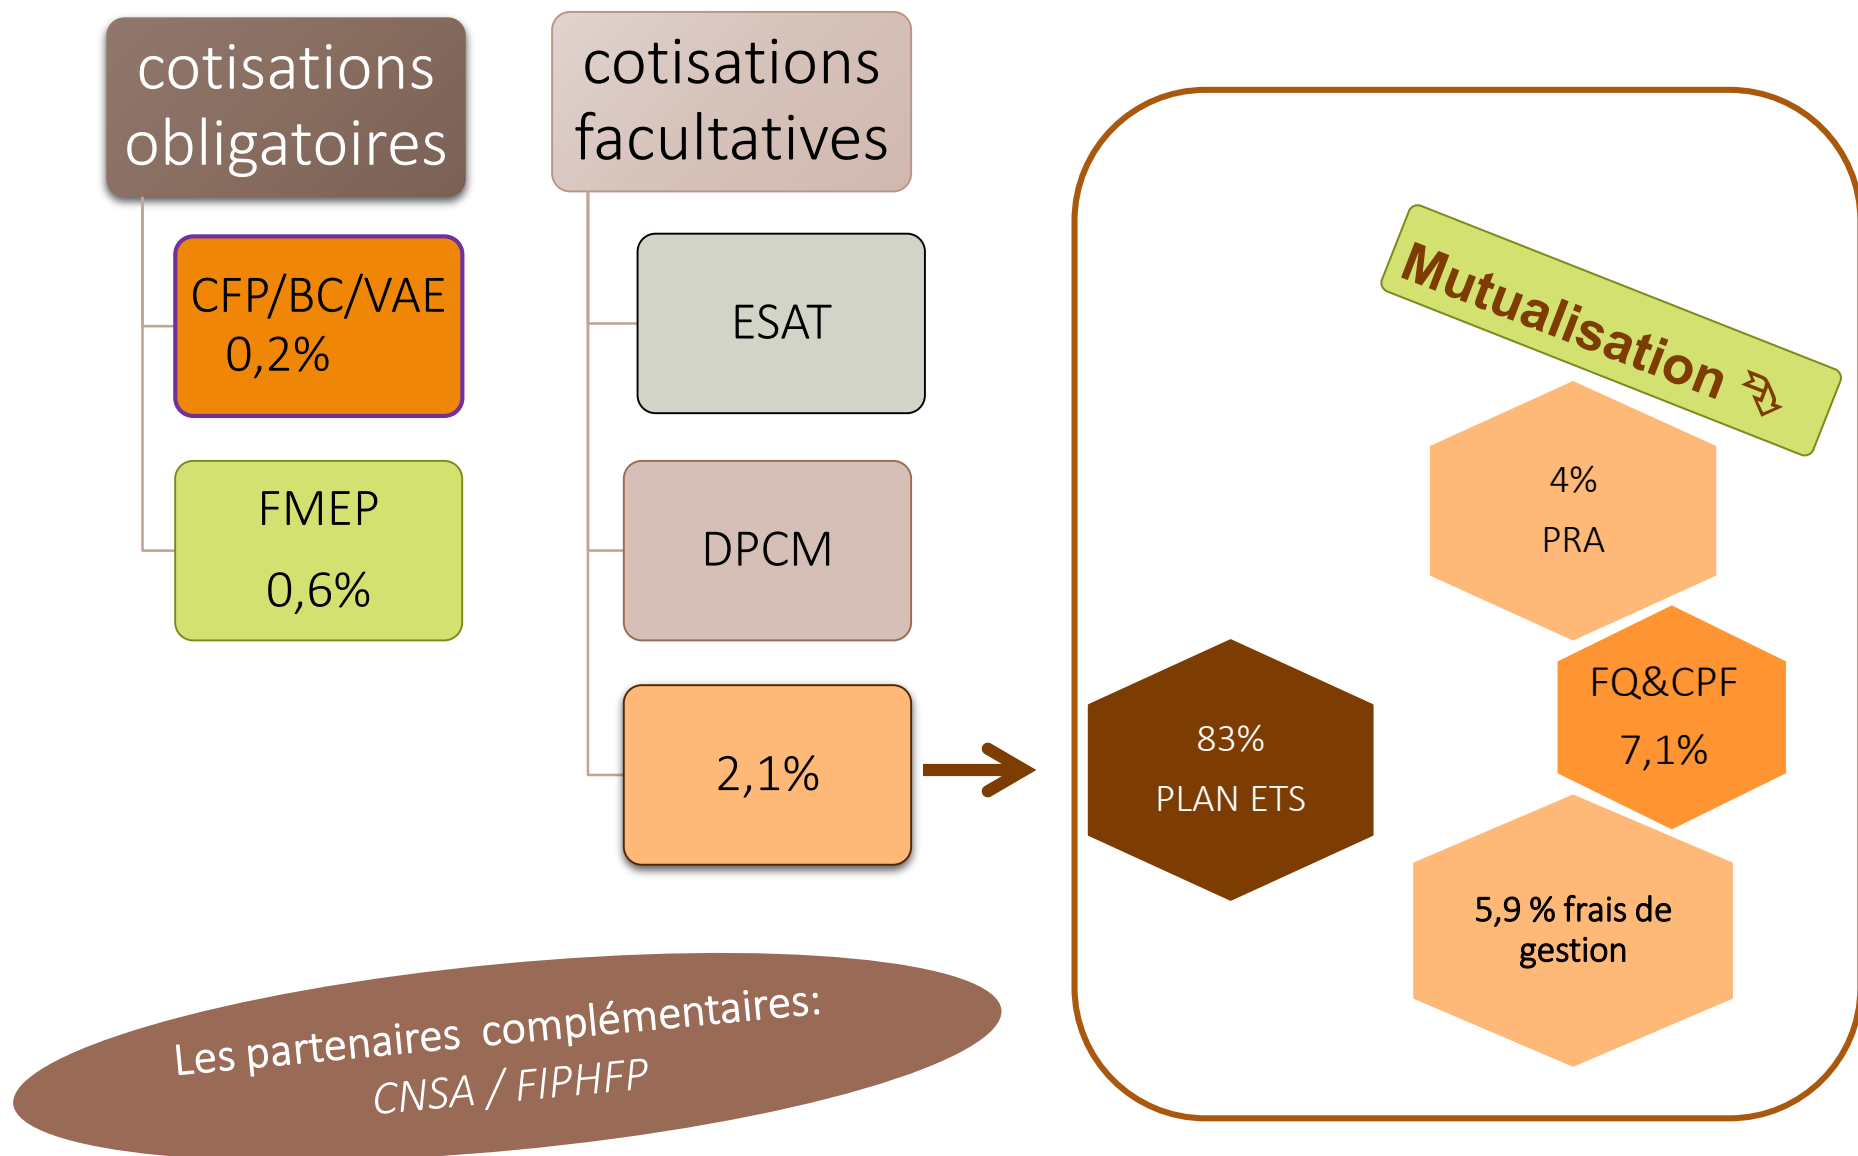 cotisations
obligatoires
CFP/BC/VAE
0,2%
FMEP
0,6%
cotisations
facultatives
ESAT
DPCM
2,1%
Mutualisation
4%
PRA
FQ&CPF
7,1%
83%
PLAN ETS
5,9 % frais de
gestion
Les partenaires complémentaires:
CNSA / FIPHFP